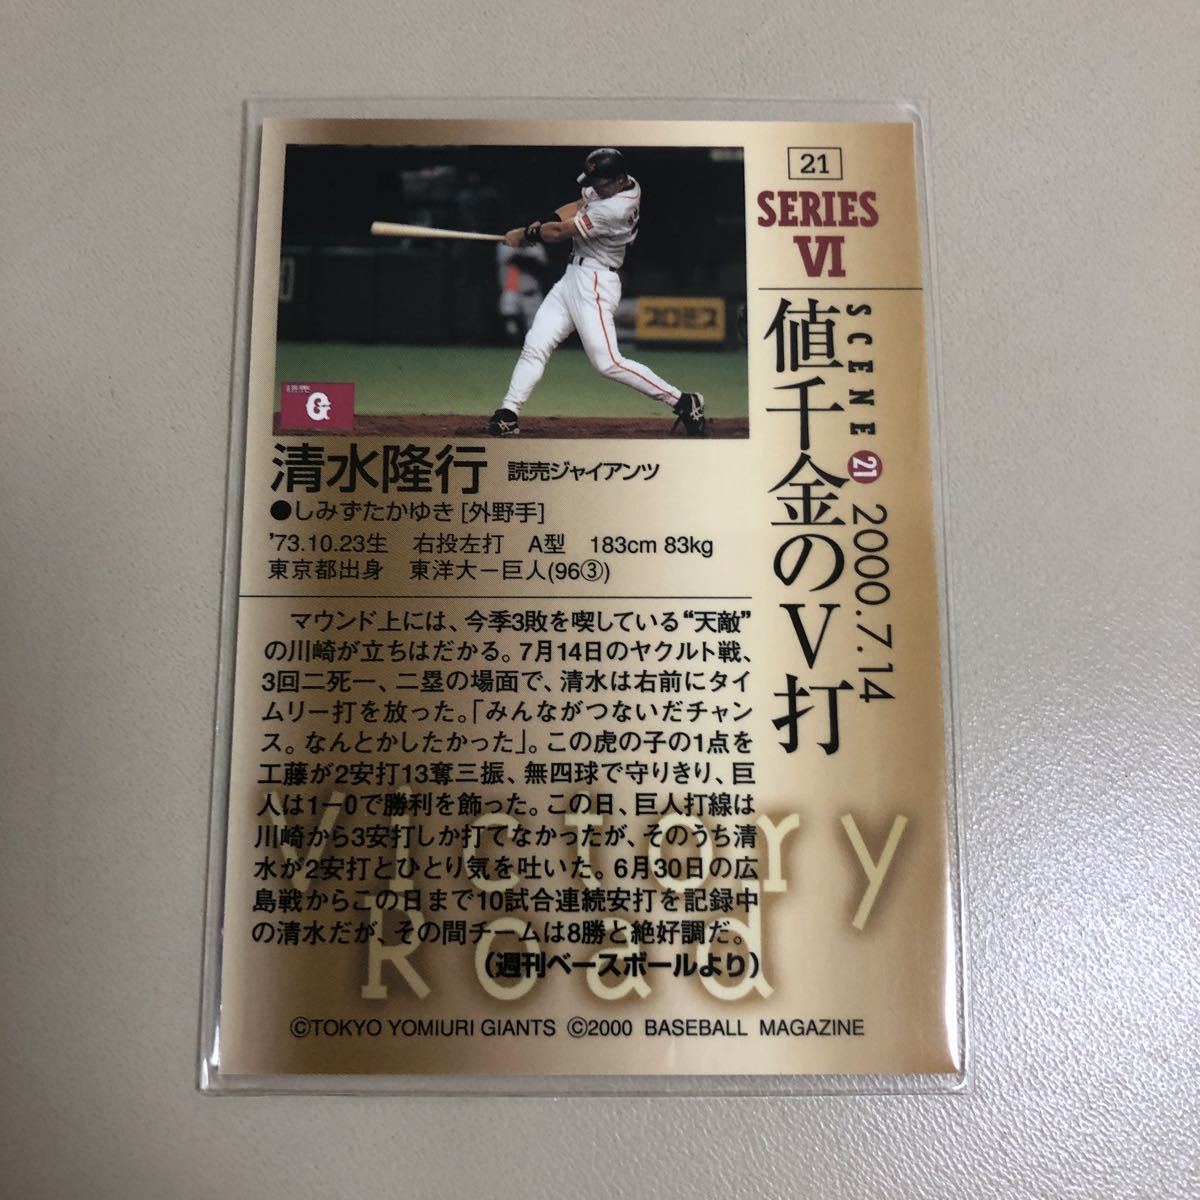 21
SERIES
VI
SCENE 21 2000.7.14
値千金のV打
プロミス
G
清水隆行 読売ジャイアンツ
●しみずたかゆき [外野手]
'73.10.23生 右投左打 A型 183cm 83kg
東京都出身 東洋大－巨人(96③)
マウンド上には、今季3敗を喫している“天敵”
の川崎が立ちはだかる。7月14日のヤクルト戦、
3回二死一、二塁の場面で、清水は右前にタイ
ムリー打を放った。「みんながつないだチャン
ス。なんとかしたかった」。この虎の子の1点を
工藤が2安打13奪三振、無四球で守りきり、巨
人は1－0で勝利を飾った。この日、巨人打線は
川崎から3安打しか打てなかったが、そのうち清
水が2安打とひとり気を吐いた。6月30日の広
島戦からこの日まで10試合連続安打を記録中
の清水だが、その間チームは8勝と絶好調だ。
（週刊ベースボールより）
Victory
Road
©TOKYO YOMIURI GIANTS ©2000 BASEBALL MAGAZINE